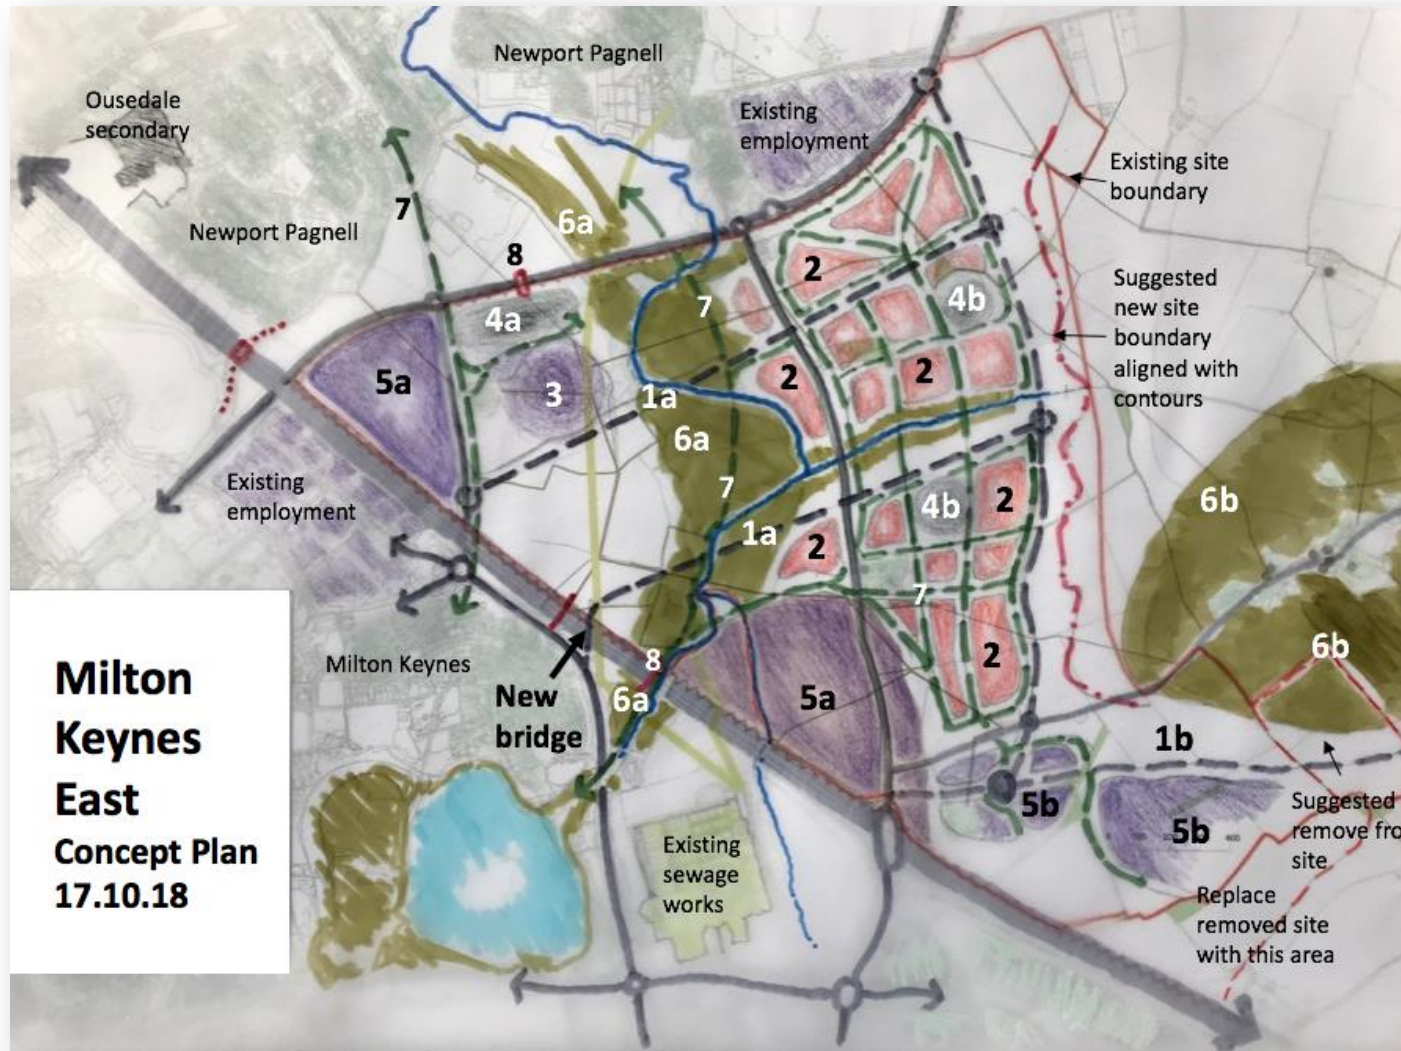 Newport Pagnell
Ousedale
secondary
Existing
employment
Existing site
boundary
7
Newport Pagnell
6a
8
2
4b
Suggested
new site
boundary
aligned with
contours
7
4a
5a
3
1a
2
2
6a
Existing
employment
7
4b
2
6b
1a
2
7
6b
Milton Keynes
8
2
New
bridge
6a
5a
1b
Milton
Keynes
East
Concept Plan
17.10.18
5b
5b
400
Suggested
remove fro
site
Existing
sewage
works
Replace
removed site
with this area